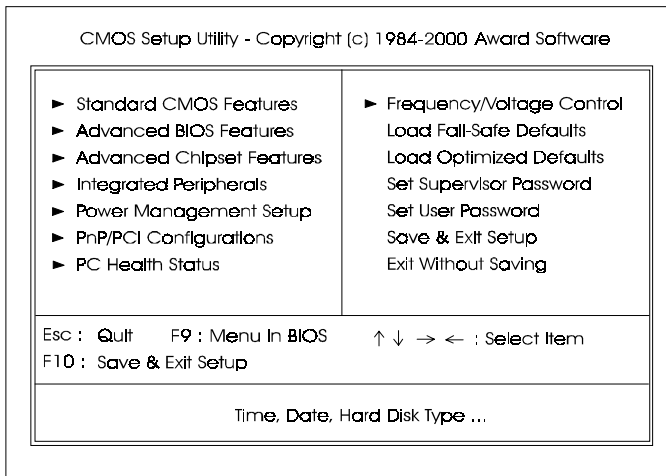 CMOS Setup Utility - Copyright (c) 1984-2000 Award Software
► Standard CMOS Features
► Advanced BIOS Features
► Advanced Chipset Features
► Integrated Peripherals
► Power Management Setup
► PnP/PCI Configurations
► PC Health Status
► Frequency/Voltage Control
Load Fail-Safe Defaults
Load Optimized Defaults
Set Supervisor Password
Set User Password
Save & Exit Setup
Exit Without Saving
Esc : Quit F9 : Menu In BIOS ↑ ↓ → ← : Select Item
F10 : Save & Exit Setup
Time, Date, Hard Disk Type ...